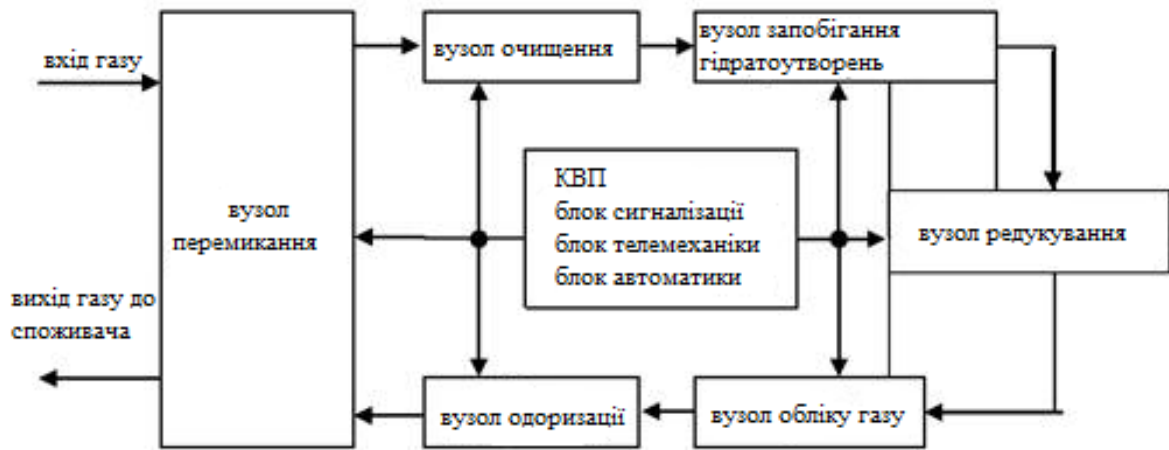 вхід газу
вузол
перемикання
вихід газу до
споживача
вузол очищення
вузол запобігання
гідратоутворень
КВП
блок сигналізації
блок телемеханіки
блок автоматики
вузол редукування
вузол одоризації
вузол обліку газу